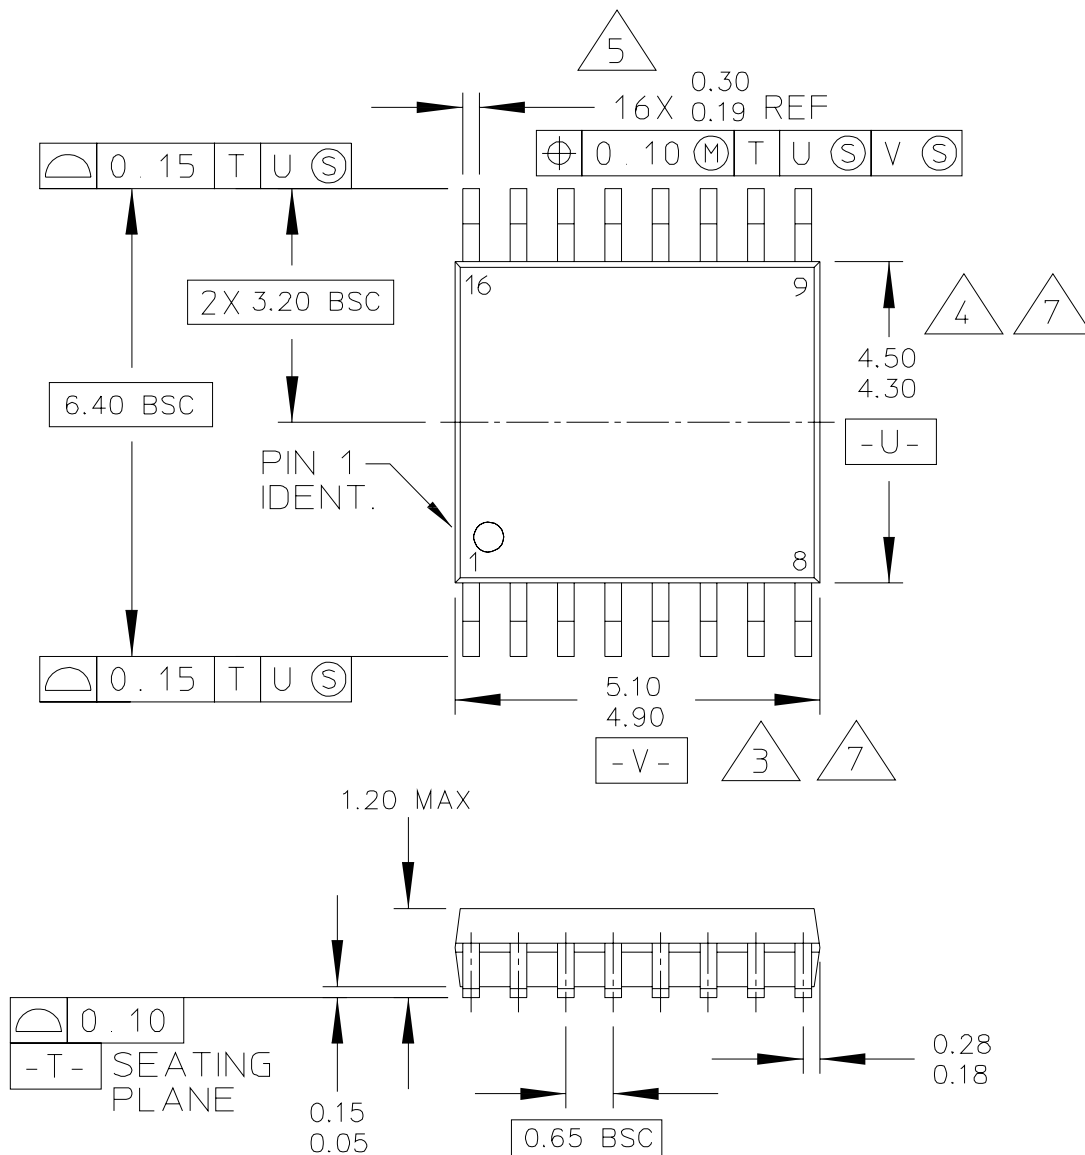 5
0.30
16X 0.19 REF
⌖ 0.10 Ⓜ T U Ⓢ V Ⓢ
⌓ 0.15 T U Ⓢ
16
9
2X 3.20 BSC
4
7
4.50
4.30
6.40 BSC
-U-
PIN 1
IDENT.
1
8
⌓ 0.15 T U Ⓢ
5.10
4.90
-V-
3
7
1.20 MAX
⌓ 0.10
-T- SEATING
PLANE
0.28
0.18
0.15
0.05
0.65 BSC